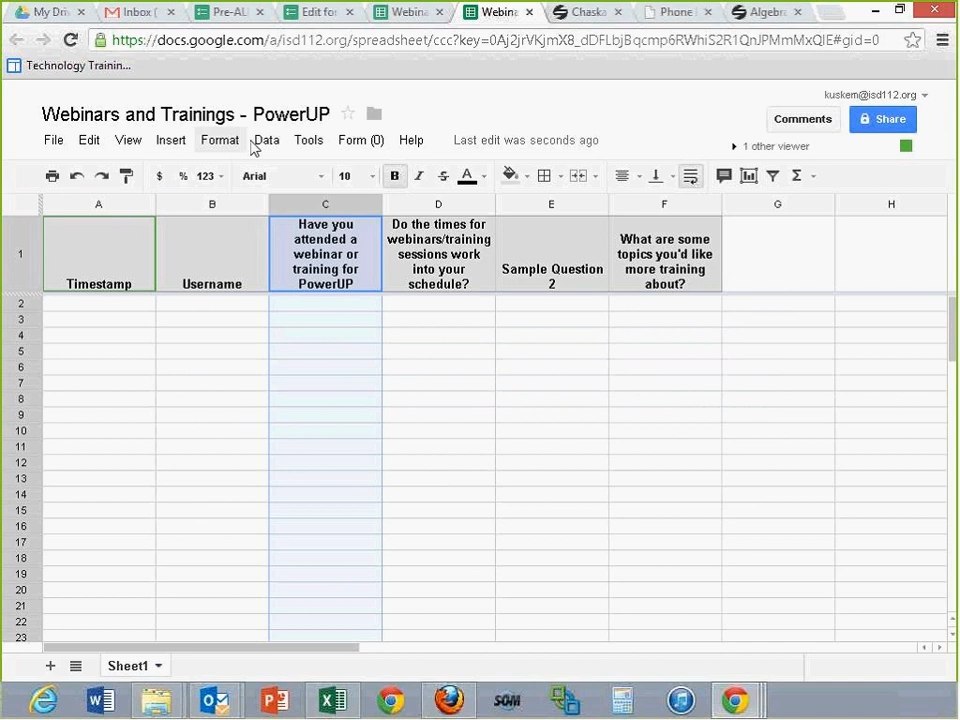 My Driv
Inbox (
Pre-AL
Edit for
Webina
Webina
Chaska
Phone
Algebra
https://docs.google.com/a/isd112.org/spreadsheet/ccc?key=0Aj2jrVKjmX8_dDFLbjBqcmp6RWhiS2R1QnJPMmMxQlE#gid=0
Technology Trainin...
kuskem@isd112.org
Webinars and Trainings - PowerUP
Comments
Share
File Edit View Insert Format Data Tools Form (0) Help Last edit was seconds ago
1 other viewer
$ % 123 Arial 10 B I S A Σ
A B C D E F G H
1
Timestamp
Username
Have you
attended a
webinar or
training for
PowerUP
Do the times for
webinars/training
sessions work
into your
schedule?
Sample Question
2
What are some
topics you'd like
more training
about?
2
3
4
5
6
7
8
9
10
11
12
13
14
15
16
17
18
19
20
21
22
23
Sheet1
SOM